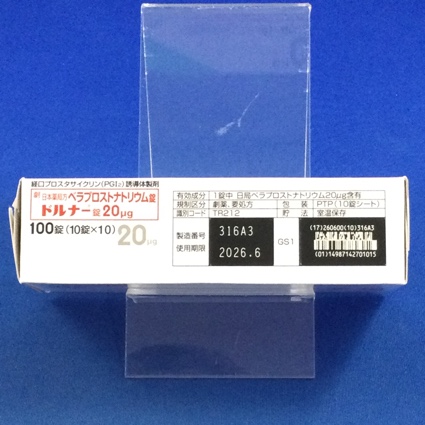 経口プロスタサイクリン(PGI₂)誘導体製剤
劇 日本薬局方 ベラプロストナトリウム錠
ドルナー錠20μg
100錠(10錠×10) 20μg
有効成分 1錠中 日局ベラプロストナトリウム20μg含有
規制区分 劇薬、要処方 包装 PTP(10錠シート)
識別コード TR212 貯法 室温保存
製造番号 316A3
使用期限 2026.6
GS1
(17)260600(10)316A3
(01)14987142701015